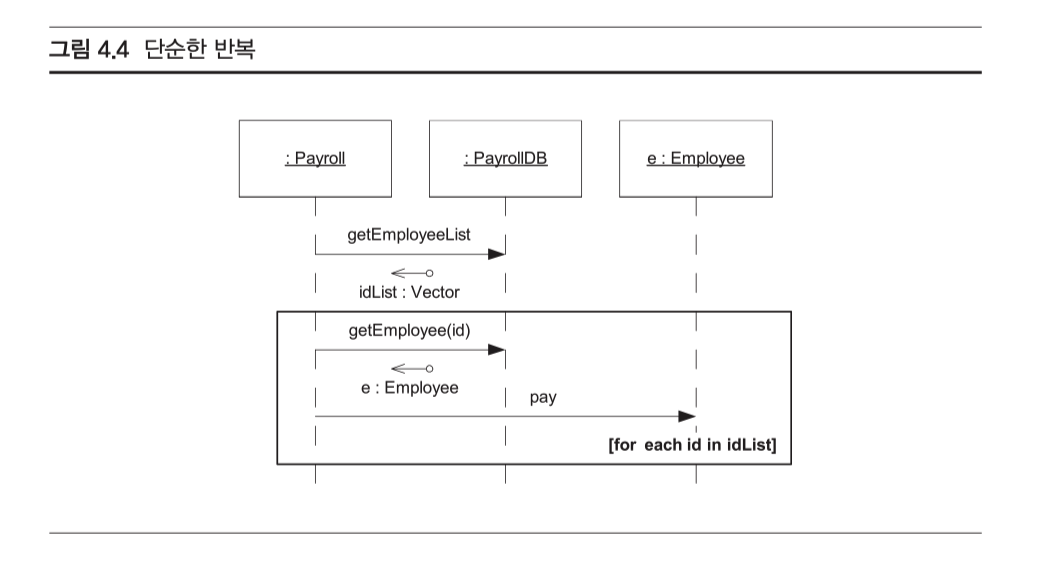 그림 4.4 단순한 반복
: Payroll
: PayrollDB
e : Employee
getEmployeeList
idList : Vector
getEmployee(id)
e : Employee
pay
[for each id in idList]